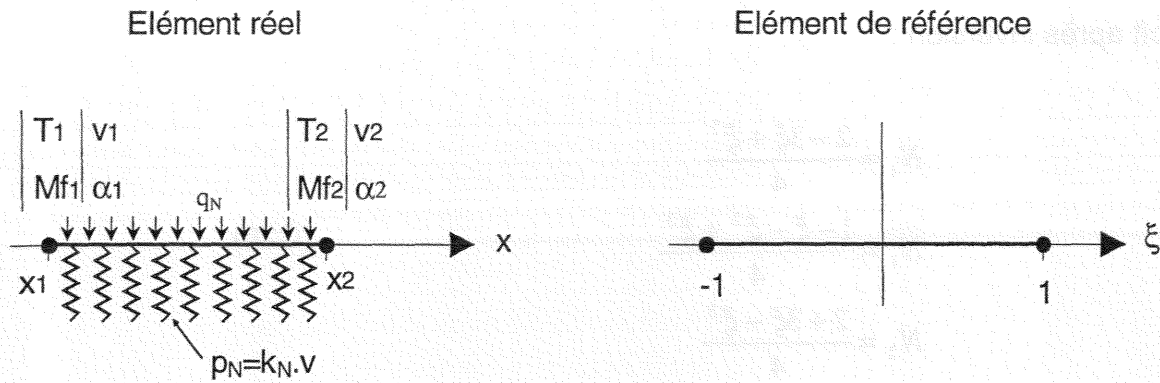 Elément réel
Elément de référence
T1 v1
Mf1 α1
T2 v2
Mf2 α2
qN
x
x1
x2
pN=kN.v
-1
1
ξ